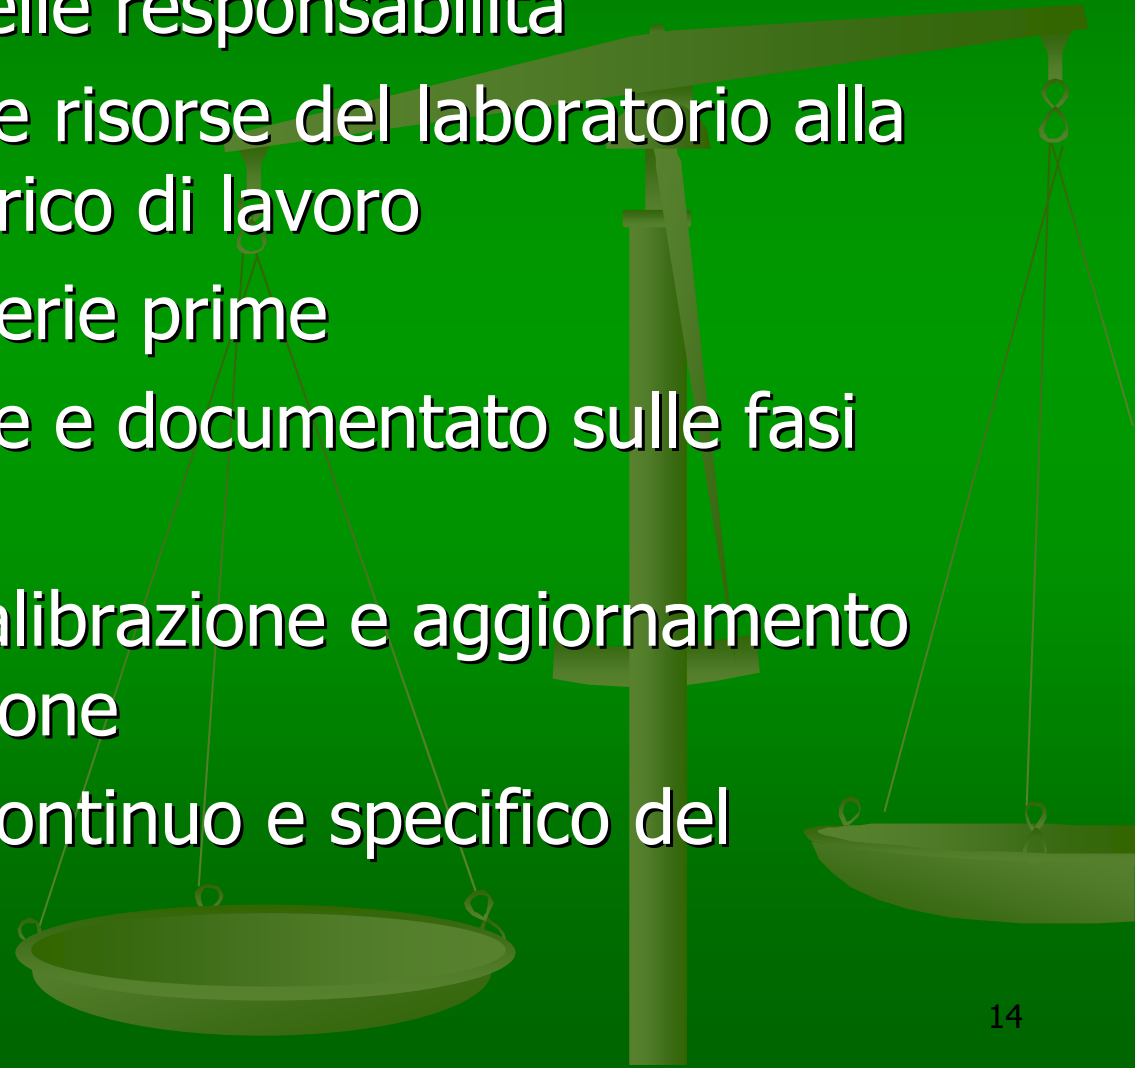 elle responsabilità
e risorse del laboratorio alla
rico di lavoro
erie prime
e e documentato sulle fasi
alibrazione e aggiornamento
one
ontinuo e specifico del
14